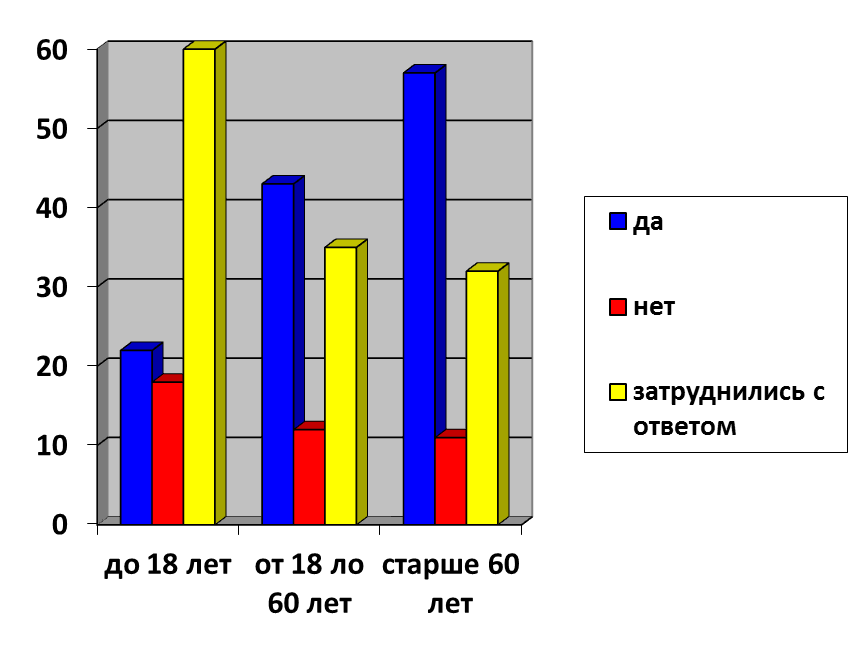 60
50
40
30
20
10
0
до 18 лет
от 18 ло
60 лет
старше 60
лет
да
нет
затруднились с
ответом